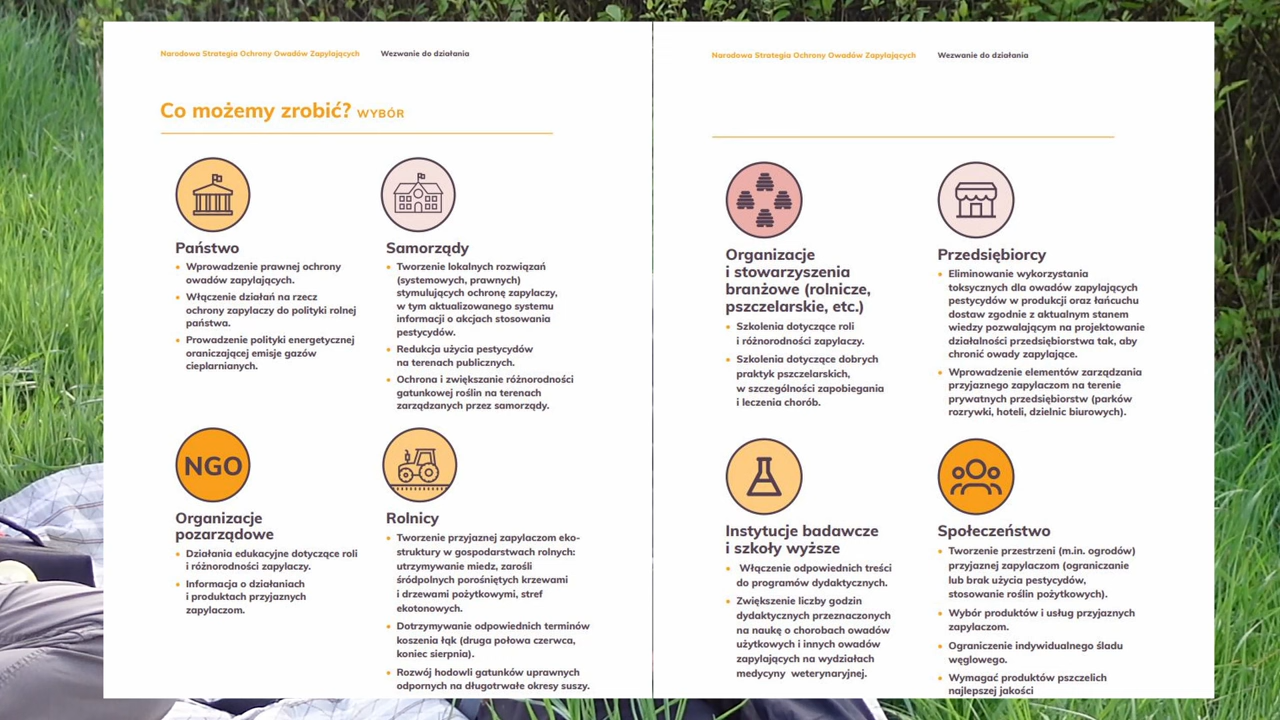 Narodowa Strategia Ochrony Owadów Zapylających Wezwanie do działania
Co możemy zrobić? WYBÓR
Państwo
• Wprowadzenie prawnej ochrony
owadów zapylających.
• Włączenie działań na rzecz
ochrony zapylaczy do polityki rolnej
państwa.
• Prowadzenie polityki energetycznej
oraniczającej emisje gazów
cieplarnianych.
Samorządy
• Tworzenie lokalnych rozwiązań
(systemowych, prawnych)
stymulujących ochronę zapylaczy,
w tym aktualizowanego systemu
informacji o akcjach stosowania
pestycydów.
• Redukcja użycia pestycydów
na terenach publicznych.
• Ochrona i zwiększanie różnorodności
gatunkowej roślin na terenach
zarządzanych przez samorządy.
NGO
Organizacje
pozarządowe
• Działania edukacyjne dotyczące roli
i różnorodności zapylaczy.
• Informacja o działaniach
i produktach przyjaznych
zapylaczom.
Rolnicy
• Tworzenie przyjaznej zapylaczom eko-
struktury w gospodarstwach rolnych:
utrzymywanie miedz, zarośli
śródpolnych porośniętych krzewami
i drzewami pożytkowymi, stref
ekotonowych.
• Dotrzymywanie odpowiednich terminów
koszenia łąk (druga połowa czerwca,
koniec sierpnia).
• Rozwój hodowli gatunków uprawnych
odpornych na długotrwałe okresy suszy.
Narodowa Strategia Ochrony Owadów Zapylających Wezwanie do działania
Organizacje
i stowarzyszenia
branżowe (rolnicze,
pszczelarskie, etc.)
• Szkolenia dotyczące roli
i różnorodności zapylaczy.
• Szkolenia dotyczące dobrych
praktyk pszczelarskich,
w szczególności zapobiegania
i leczenia chorób.
Przedsiębiorcy
• Eliminowanie wykorzystania
toksycznych dla owadów zapylających
pestycydów w produkcji oraz łańcuchu
dostaw zgodnie z aktualnym stanem
wiedzy pozwalającym na projektowanie
działalności przedsiębiorstwa tak, aby
chronić owady zapylające.
• Wprowadzenie elementów zarządzania
przyjaznego zapylaczom na terenie
prywatnych przedsiębiorstw (parków
rozrywki, hoteli, dzielnic biurowych).
Instytucje badawcze
i szkoły wyższe
• Włączenie odpowiednich treści
do programów dydaktycznych.
• Zwiększenie liczby godzin
dydaktycznych przeznaczonych
na naukę o chorobach owadów
użytkowych i innych owadów
zapylających na wydziałach
medycyny weterynaryjnej.
Społeczeństwo
• Tworzenie przestrzeni (m.in. ogrodów)
przyjaznej zapylaczom (ograniczanie
lub brak użycia pestycydów,
stosowanie roślin pożytkowych).
• Wybór produktów i usług przyjaznych
zapylaczom.
• Ograniczenie indywidualnego śladu
węglowego.
• Wymagać produktów pszczelich
najlepszej jakości